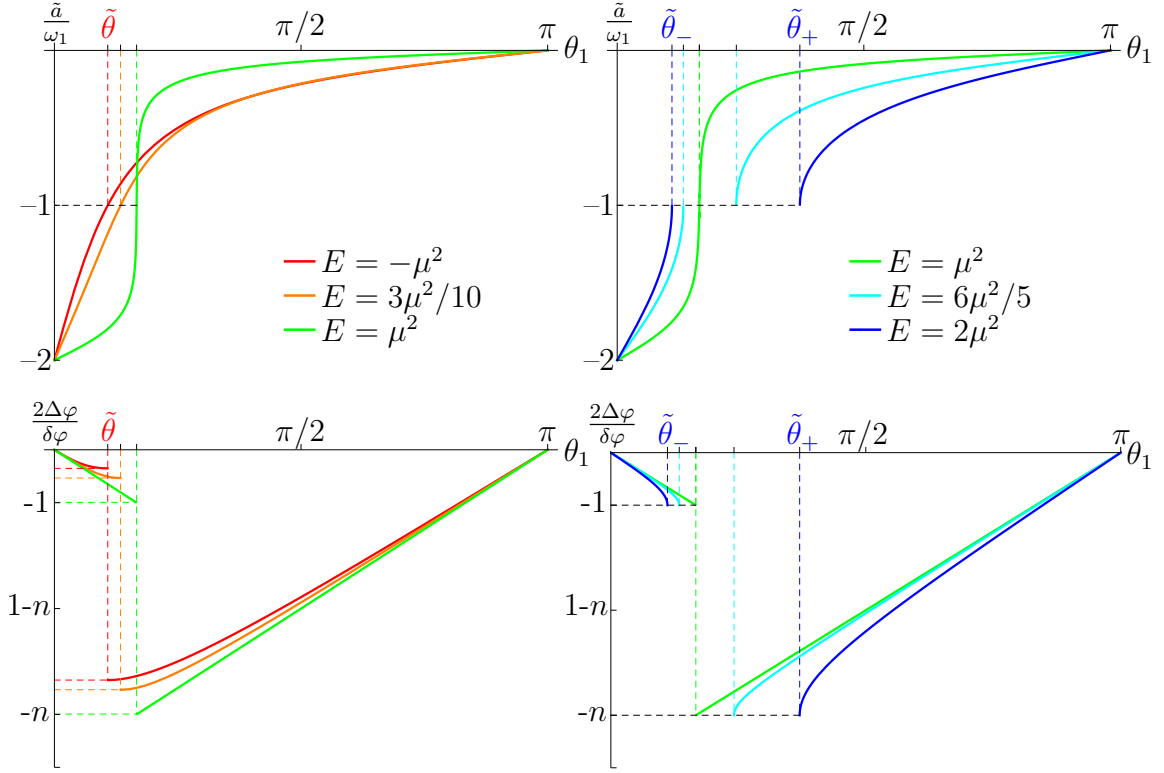 ã/ω₁ θ̃ π/2 π θ₁
−1
E = −μ²
E = 3μ²/10
E = μ²
−2
ã/ω₁ θ̃₋ θ̃₊ π/2 π θ₁
−1
E = μ²
E = 6μ²/5
E = 2μ²
−2
2Δφ/δφ θ̃ π/2 π θ₁
-1
1-n
-n
2Δφ/δφ θ̃₋ θ̃₊ π/2 π θ₁
-1
1-n
-n